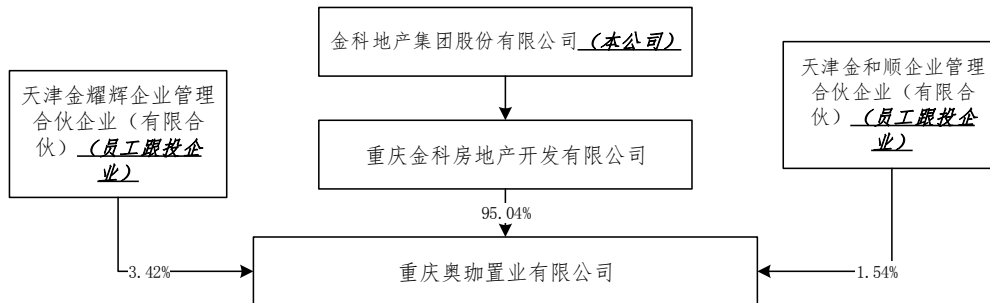 金科地产集团股份有限公司（本公司）
天津金耀辉企业管理
合伙企业（有限合
伙）（员工跟投企
业）
天津金和顺企业管理
合伙企业（有限合
伙）（员工跟投企
业）
重庆金科房地产开发有限公司
95.04%
3.42%
重庆奥珈置业有限公司
1.54%